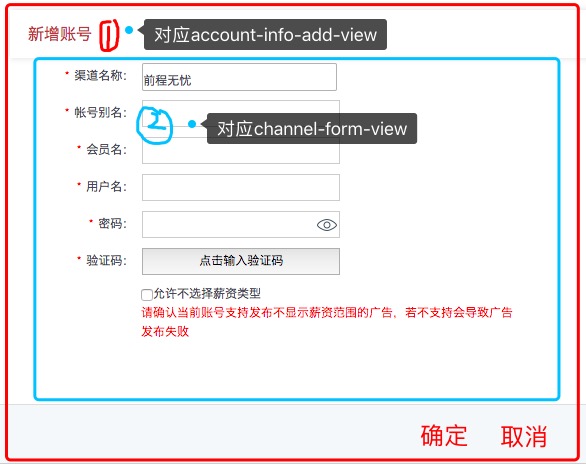 新增账号 1 对应account-info-add-view
* 渠道名称: 前程无忧
* 帐号别名:
2 对应channel-form-view
* 会员名:
* 用户名:
* 密码:
* 验证码: 点击输入验证码
允许不选择薪资类型
请确认当前账号支持发布不显示薪资范围的广告，若不支持会导致广告
发布失败
确定 取消